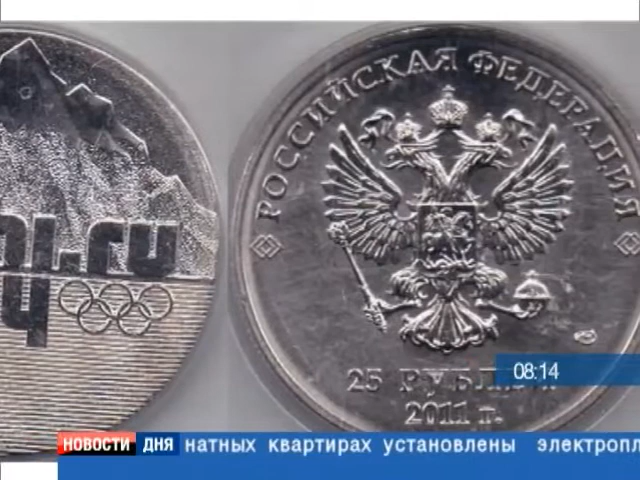 РОССИЙСКАЯ ФЕДЕРАЦИЯ
25 РУБЛЕЙ
2011 г.
08:14
НОВОСТИ ДНЯ натных квартирах установлены электропл